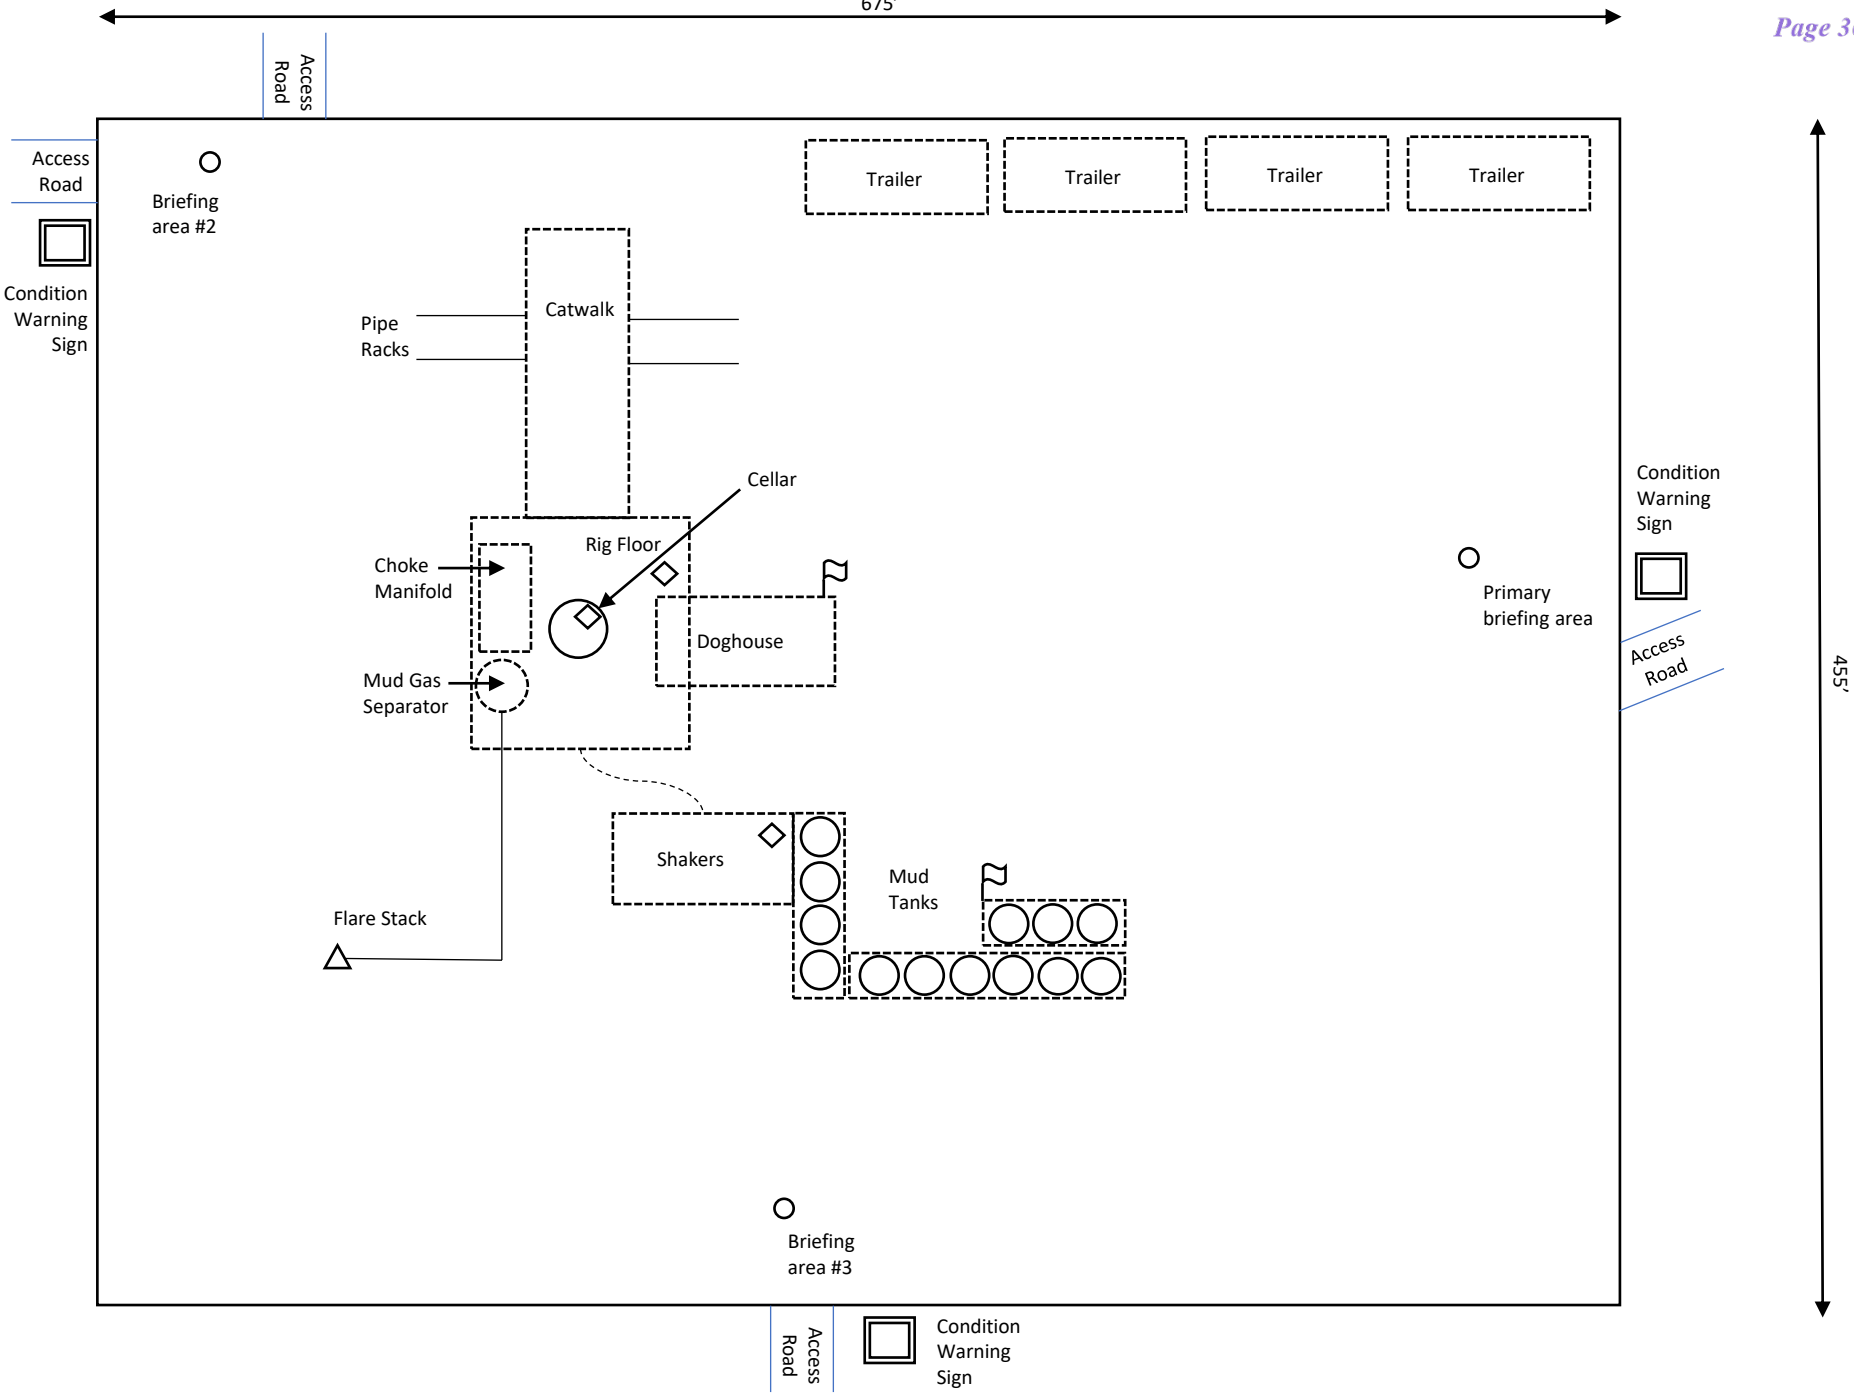 675'
Page 3
Access
Road
Access
Road
Briefing
area #2
Trailer
Trailer
Trailer
Trailer
Condition
Warning
Sign
Pipe
Racks
Catwalk
Cellar
Condition
Warning
Sign
Rig Floor
Choke
Manifold
Primary
briefing area
Doghouse
Access
Road
455'
Mud Gas
Separator
Shakers
Mud
Tanks
Flare Stack
Briefing
area #3
Access
Road
Condition
Warning
Sign